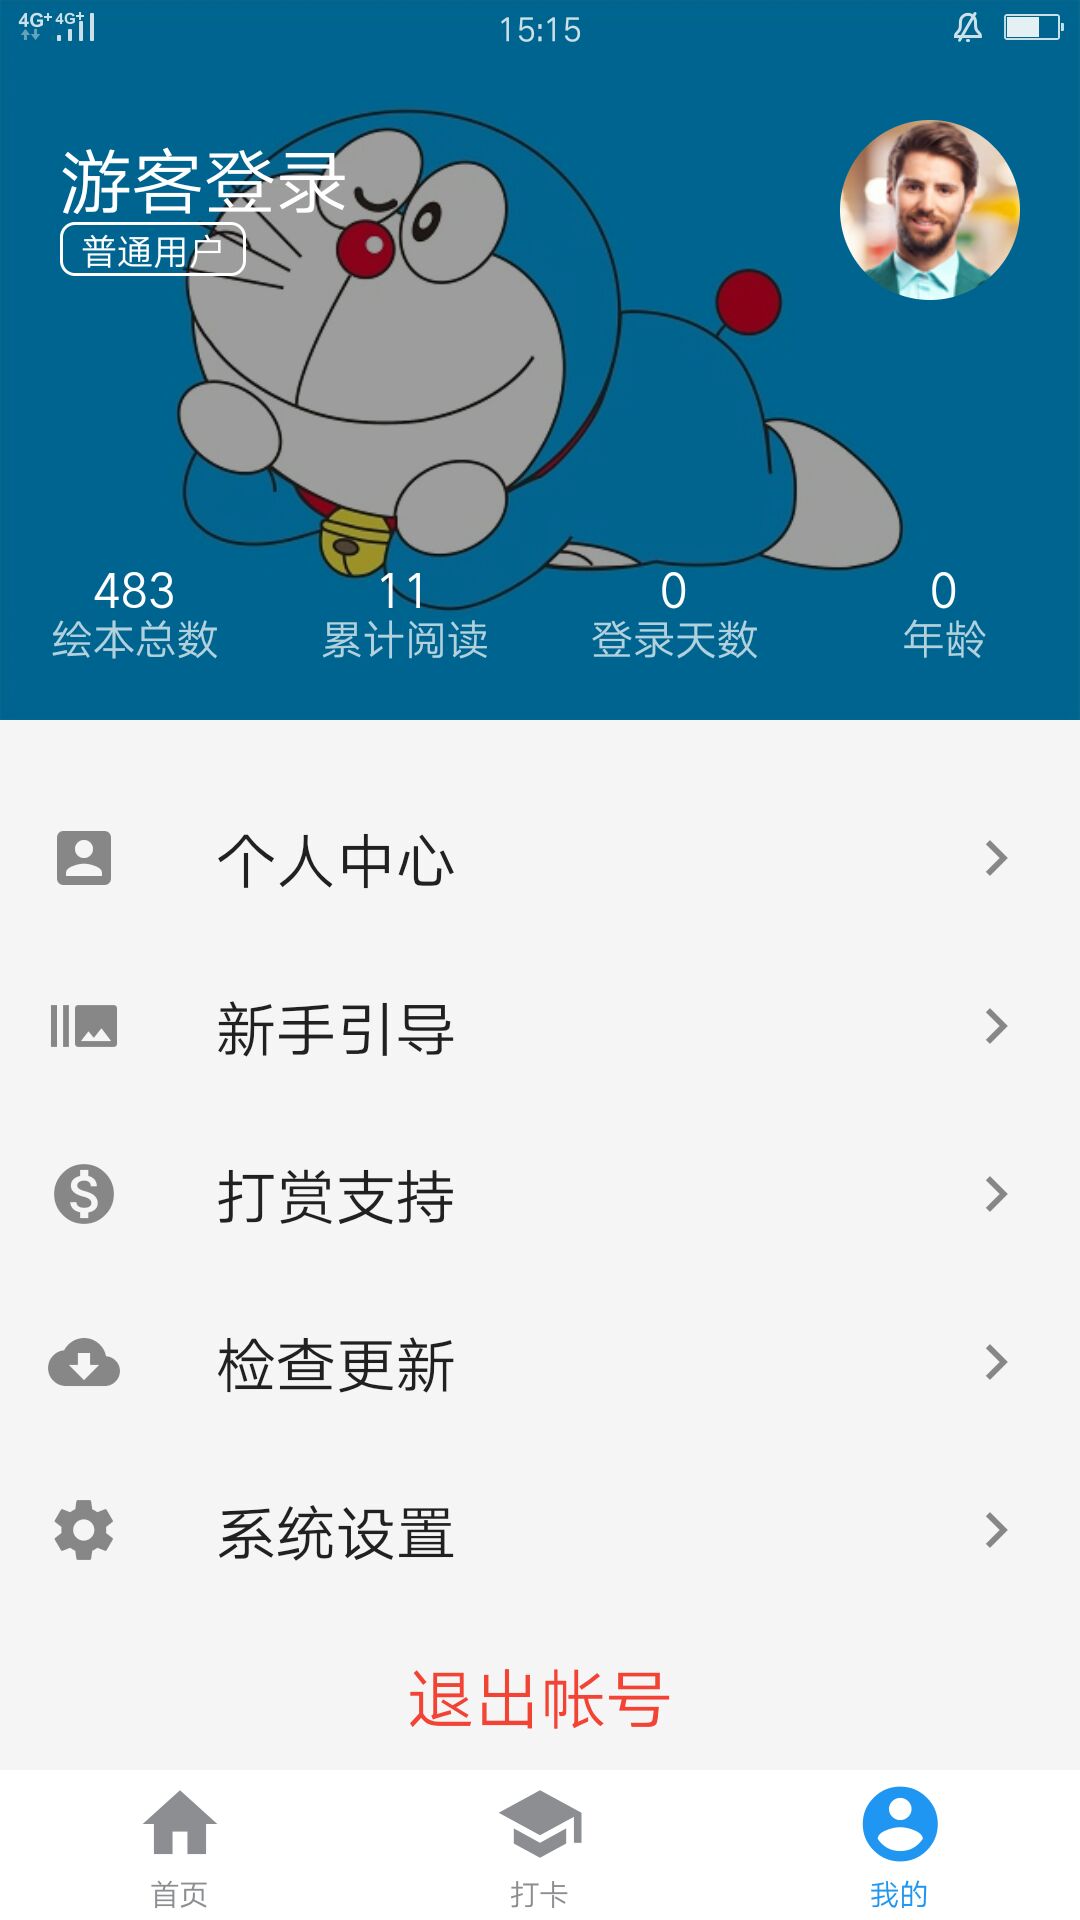 4G+ 4G+ 15:15
游客登录
普通用户
483 11 0 0
绘本总数 累计阅读 登录天数 年龄
个人中心
新手引导
打赏支持
检查更新
系统设置
退出帐号
首页 打卡 我的